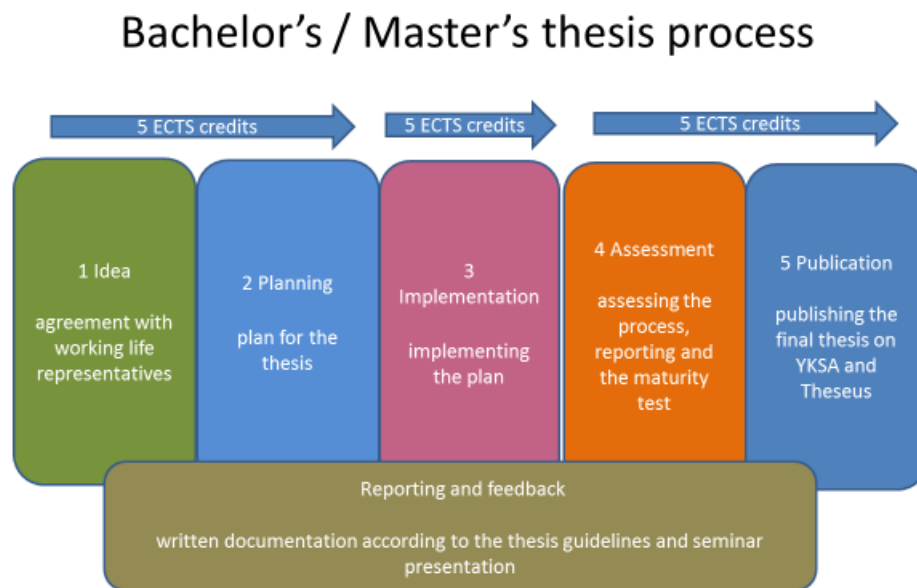 Bachelor's / Master's thesis process
5 ECTS credits
5 ECTS credits
5 ECTS credits
1 Idea
agreement with
working life
representatives
2 Planning
plan for the
thesis
3
Implementation
implementing
the plan
4 Assessment
assessing the
process,
reporting and
the maturity
test
5 Publication
publishing the
final thesis on
YKSA and
Theseus
Reporting and feedback
written documentation according to the thesis guidelines and seminar
presentation